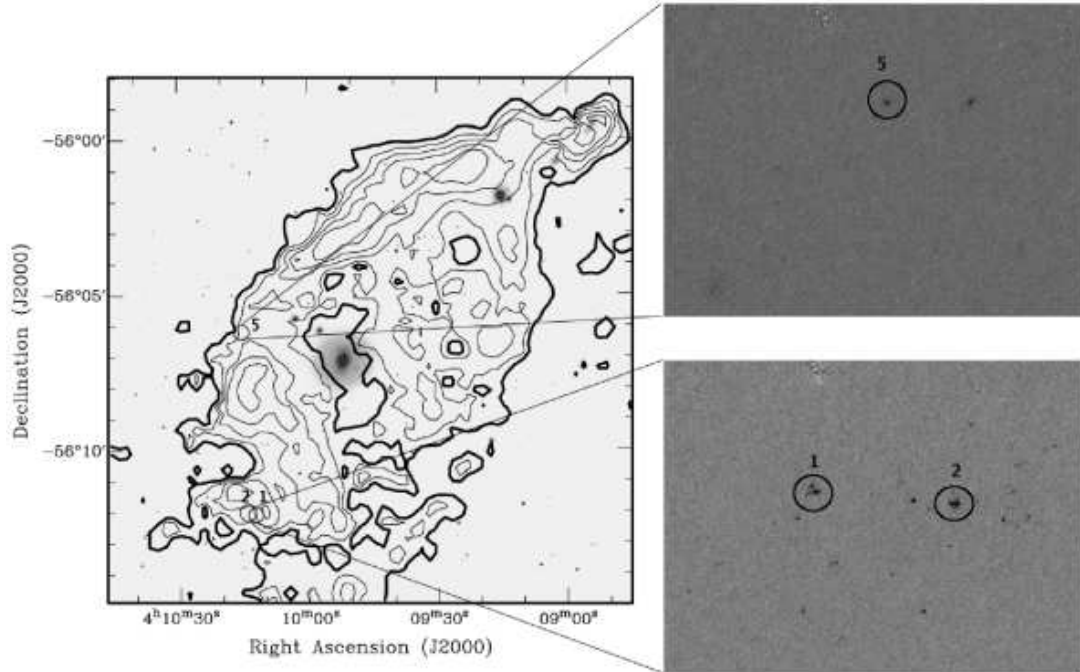 5
−56°00′
Declination (J2000)
−56°05′
5
−56°10′
2 1
1
2
4ʰ10ᵐ30ˢ
10ᵐ00ˢ
09ᵐ30ˢ
09ᵐ00ˢ
Right Ascension (J2000)